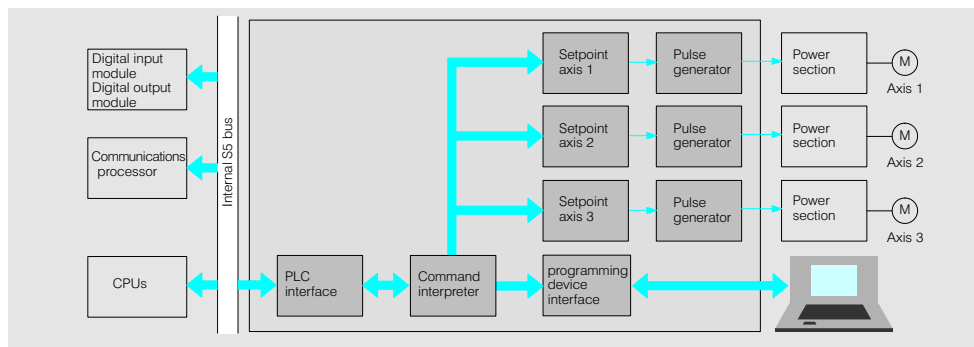 Digital input
module
Digital output
module
Communications
processor
CPUs
Internal S5 bus
PLC
interface
Command
interpreter
Setpoint
axis 1
Pulse
generator
Power
section
M
Axis 1
Setpoint
axis 2
Pulse
generator
Power
section
M
Axis 2
Setpoint
axis 3
Pulse
generator
Power
section
M
Axis 3
programming
device
interface